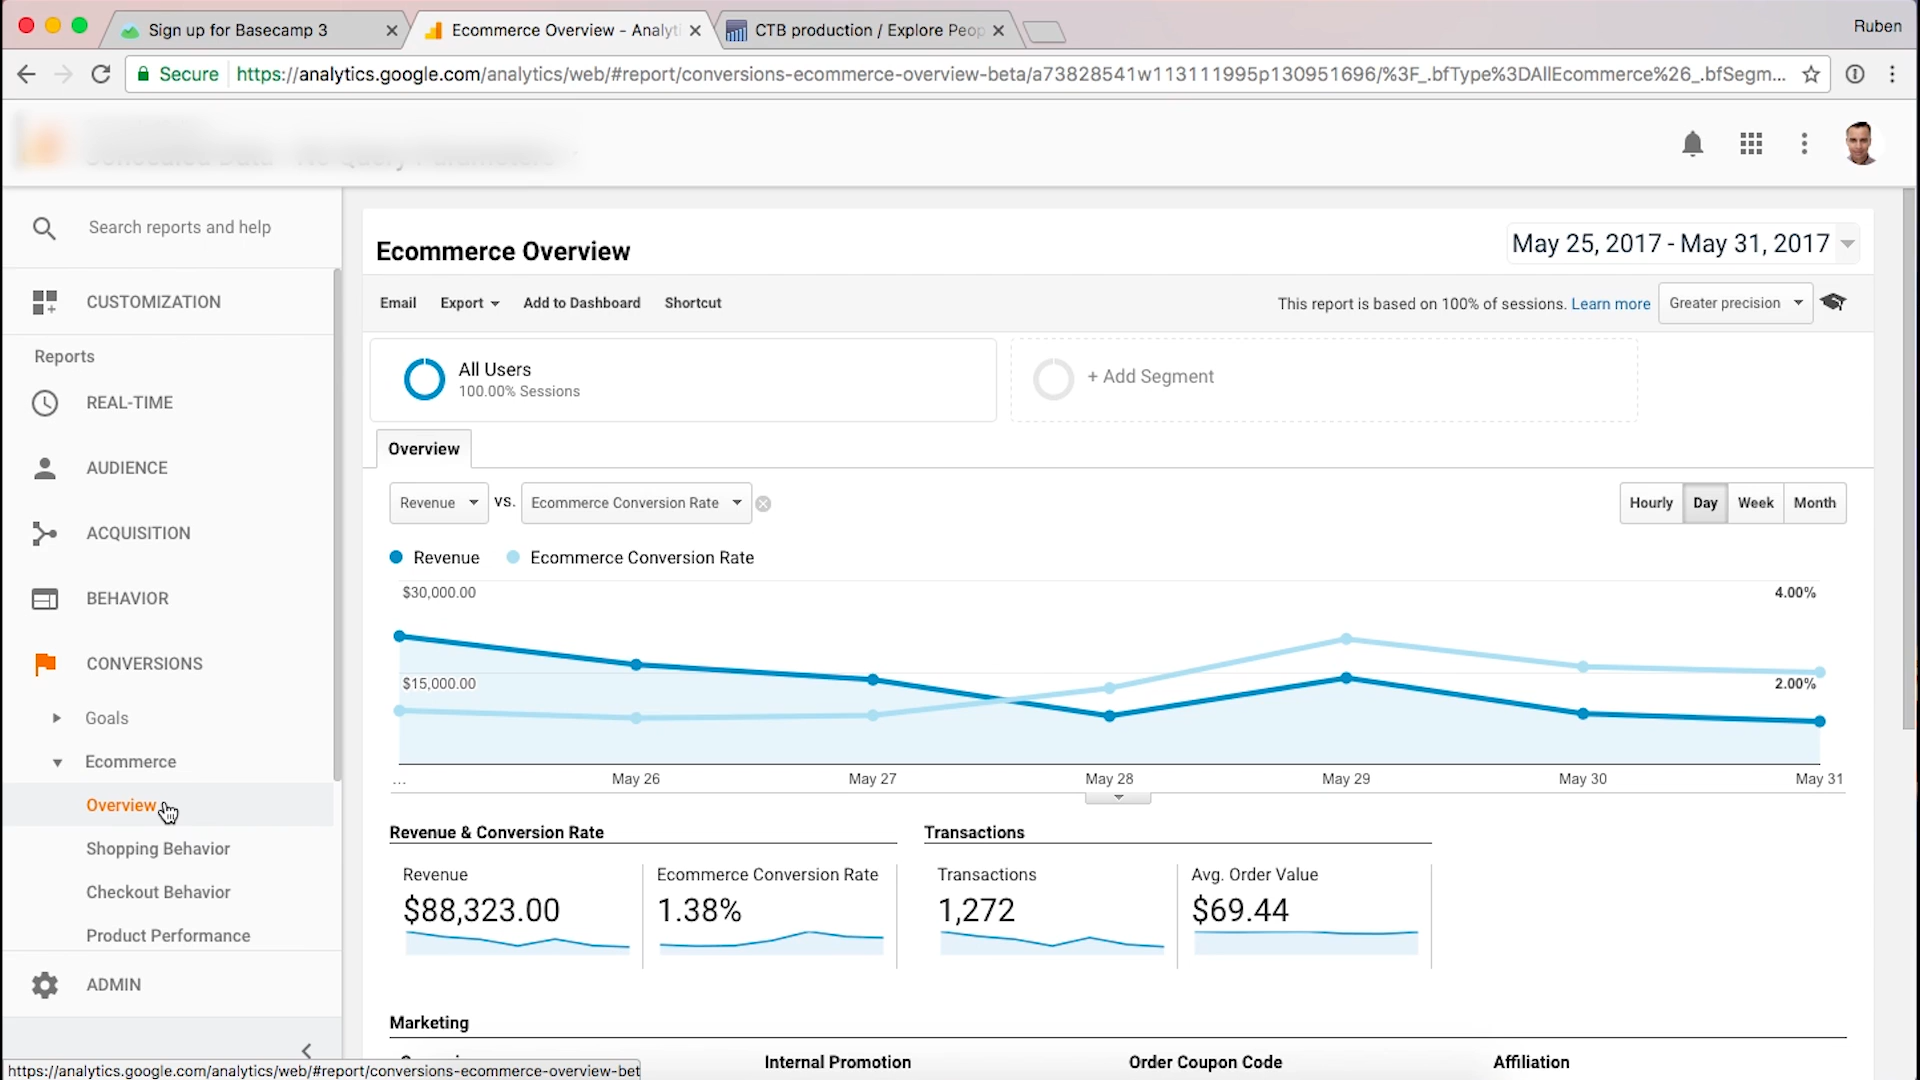 Sign up for Basecamp 3
Ecommerce Overview - Analyti
CTB production / Explore Peop
Ruben
Secure
https://analytics.google.com/analytics/web/#report/conversions-ecommerce-overview-beta/a73828541w113111995p130951696/%3F_.bfType%3DAllEcommerce%26_.bfSegm...
Search reports and help
CUSTOMIZATION
Reports
REAL-TIME
AUDIENCE
ACQUISITION
BEHAVIOR
CONVERSIONS
Goals
Ecommerce
Overview
Shopping Behavior
Checkout Behavior
Product Performance
ADMIN
Ecommerce Overview
May 25, 2017 - May 31, 2017
Email Export Add to Dashboard Shortcut
This report is based on 100% of sessions. Learn more
Greater precision
All Users
100.00% Sessions
+ Add Segment
Overview
Revenue vs. Ecommerce Conversion Rate
Hourly Day Week Month
Revenue Ecommerce Conversion Rate
$30,000.00 4.00%
$15,000.00 2.00%
... May 26 May 27 May 28 May 29 May 30 May 31
Revenue & Conversion Rate
Transactions
Revenue
$88,323.00
Ecommerce Conversion Rate
1.38%
Transactions
1,272
Avg. Order Value
$69.44
Marketing
Internal Promotion
Order Coupon Code
Affiliation
https://analytics.google.com/analytics/web/#report/conversions-ecommerce-overview-bet